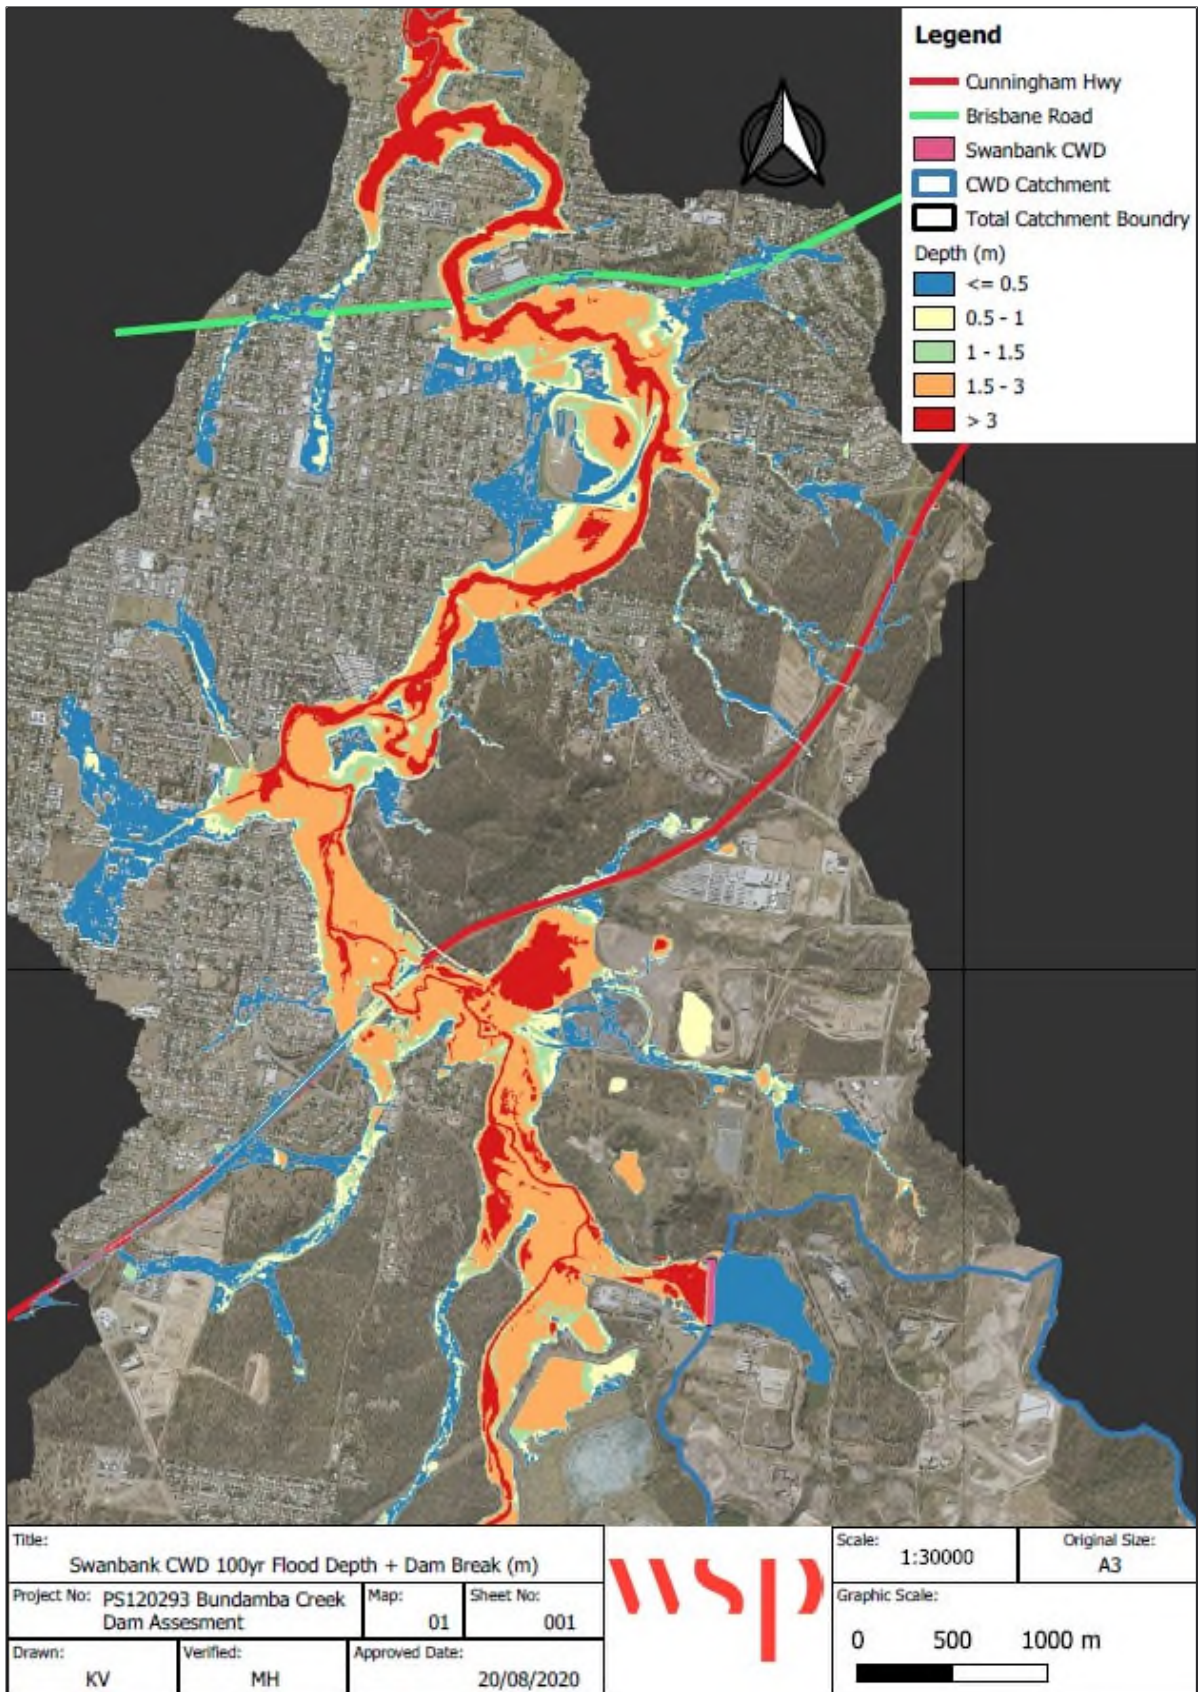 Legend
Cunningham Hwy
Brisbane Road
Swanbank CWD
CWD Catchment
Total Catchment Boundry
Depth (m)
<= 0.5
0.5 - 1
1 - 1.5
1.5 - 3
> 3
Title:
Swanbank CWD 100yr Flood Depth + Dam Break (m)
Project No: PS120293 Bundamba Creek
Dam Assesment
Map:
01
Sheet No:
001
Drawn:
KV
Verified:
MH
Approved Date:
20/08/2020
wsp
Scale:
1:30000
Original Size:
A3
Graphic Scale:
0 500 1000 m